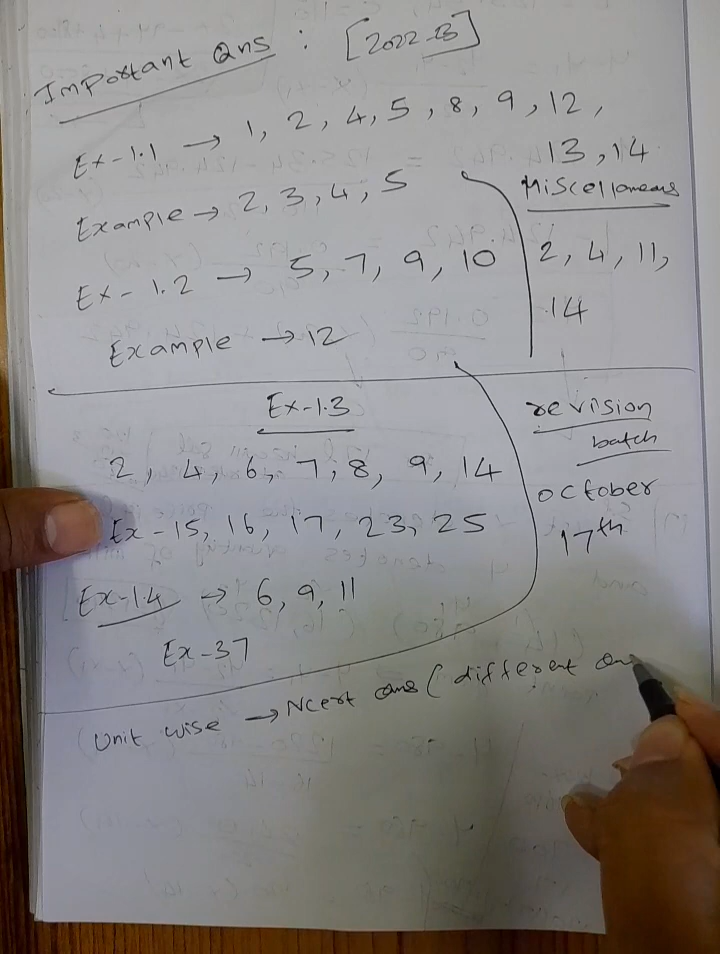 Important Qns : [2022-23]
Ex-1.1 → 1, 2, 4, 5, 8, 9, 12,
13, 14
Example → 2, 3, 4, 5
Ex-1.2 → 5, 7, 9, 10
Example → 12
Miscellaneous
2, 4, 11,
14
Ex-1.3
2, 4, 6, 7, 8, 9, 14
Ex-15, 16, 17, 23, 25
Ex-1.4 → 6, 9, 11
Ex-37
revision
batch
october
17th
Unit wise → Ncert qns ( different